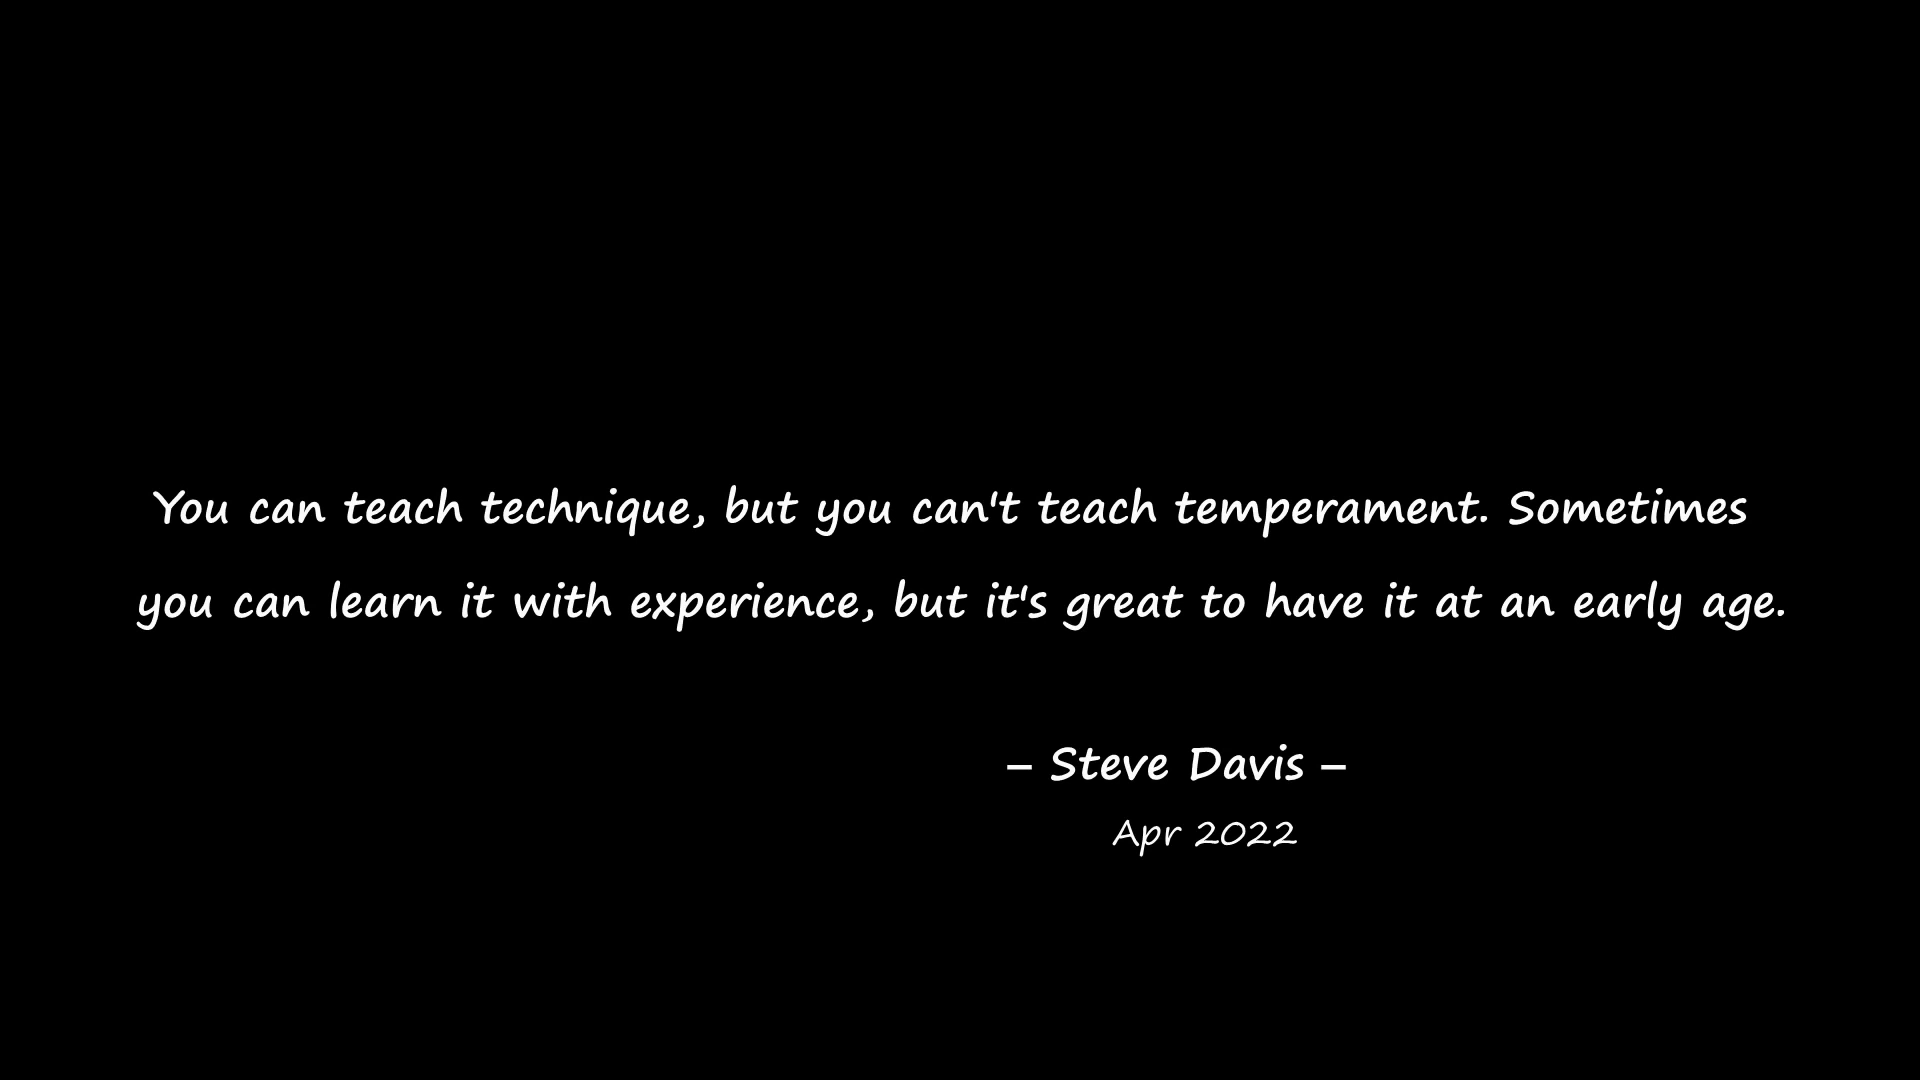 You can teach technique, but you can't teach temperament. Sometimes
you can learn it with experience, but it's great to have it at an early age.
– Steve Davis –
Apr 2022